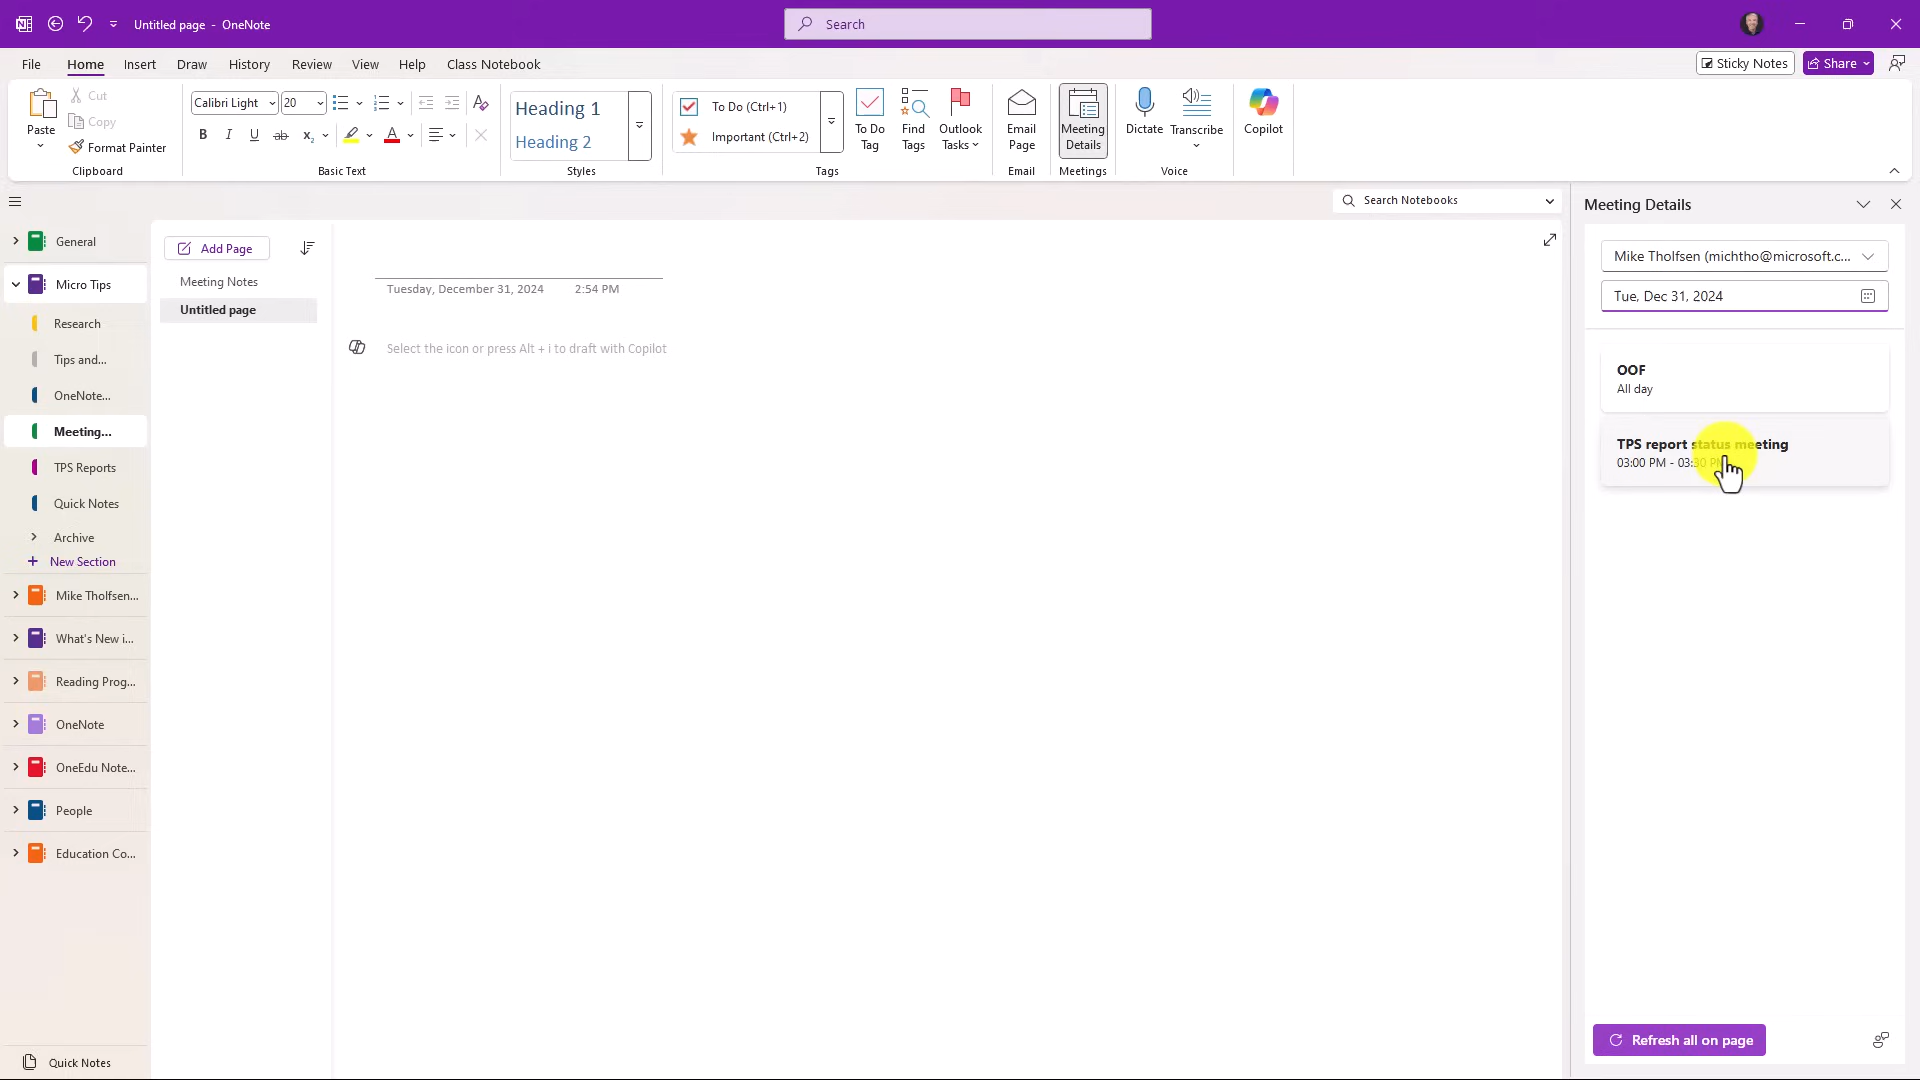 Untitled page - OneNote
Search
File Home Insert Draw History Review View Help Class Notebook
Sticky Notes
Share
Paste
Cut
Copy
Format Painter
Clipboard
Calibri Light
20
B I U ab x₂ A
Basic Text
Heading 1
Heading 2
Styles
To Do (Ctrl+1)
Important (Ctrl+2)
To Do
Tag
Find
Tags
Outlook
Tasks
Tags
Email
Page
Email
Meeting
Details
Meetings
Dictate
Transcribe
Voice
Copilot
Search Notebooks
General
Micro Tips
Research
Tips and...
OneNote...
Meeting...
TPS Reports
Quick Notes
Archive
New Section
Mike Tholfsen...
What's New i...
Reading Prog...
OneNote
OneEdu Note...
People
Education Co...
Quick Notes
Add Page
Meeting Notes
Untitled page
Tuesday, December 31, 2024 2:54 PM
Select the icon or press Alt + i to draft with Copilot
Meeting Details
Mike Tholfsen (michtho@microsoft.c...
Tue, Dec 31, 2024
OOF
All day
TPS report status meeting
03:00 PM - 03:30
Refresh all on page